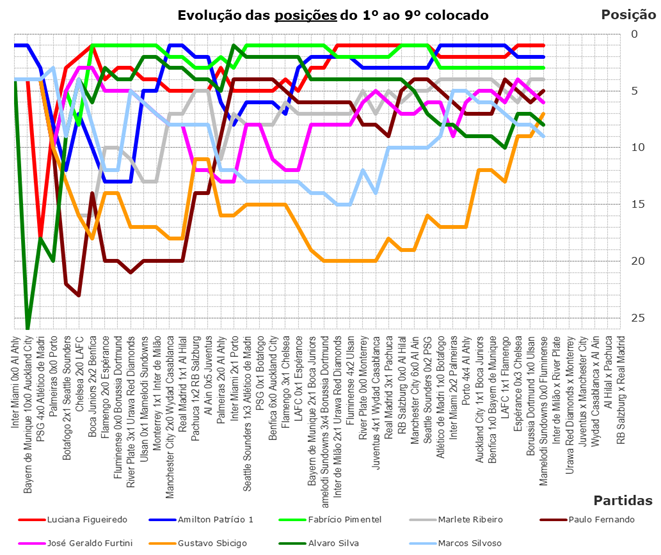 Evolução das posições do 1º ao 9º colocado
Posição
0
5
10
15
20
25
Inter Miami 0x0 Al Ahly
Bayern de Munique 10x0 Auckland City
PSG 4x0 Atlético de Madri
Palmeiras 0x0 Porto
Botafogo 2x1 Seattle Sounders
Chelsea 2x0 LAFC
Boca Juniors 2x2 Benfica
Flamengo 2x0 Espérance
Fluminense 0x0 Borussia Dortmund
River Plate 3x1 Urawa Red Diamonds
Ulsan 0x1 Mamelodi Sundowns
Monterrey 1x1 Inter de Milão
Manchester City 2x0 Wydad Casablanca
Real Madrid 1x1 Al Hilal
Pachuca 1x2 RB Salzburg
Al Ain 0x5 Juventus
Palmeiras 2x0 Al Ahly
Inter Miami 2x1 Porto
Seattle Sounders 1x3 Atlético de Madri
PSG 0x1 Botafogo
Benfica 6x0 Auckland City
Flamengo 3x1 Chelsea
LAFC 0x1 Espérance
Bayern de Munique 2x1 Boca Juniors
amelodi Sundowns 3x4 Borussia Dortmund
Inter de Milão 2x1 Urawa Red Diamonds
Fluminense 4x2 Ulsan
River Plate 0x0 Monterrey
Juventus 4x1 Wydad Casablanca
Real Madrid 3x1 Pachuca
RB Salzburg 0x0 Al Hilal
Manchester City 6x0 Al Ain
Seattle Sounders 0x2 PSG
Atlético de Madri 1x0 Botafogo
Inter Miami 2x2 Palmeiras
Porto 4x4 Al Ahly
Auckland City 1x1 Boca Juniors
Benfica 1x0 Bayern de Munique
LAFC 1x1 Flamengo
Espérance 0x3 Chelsea
Borussia Dortmund 1x0 Ulsan
Mamelodi Sundowns 0x0 Fluminense
Inter de Milão x River Plate
Urawa Red Diamonds x Monterrey
Juventus x Manchester City
Wydad Casablanca x Al Ain
Al Hilal x Pachuca
RB Salzburg x Real Madrid
Partidas
Luciana Figueiredo
Amilton Patrício 1
Fabrício Pimentel
Marlete Ribeiro
Paulo Fernando
José Geraldo Furtini
Gustavo Sbicigo
Alvaro Silva
Marcos Silvoso